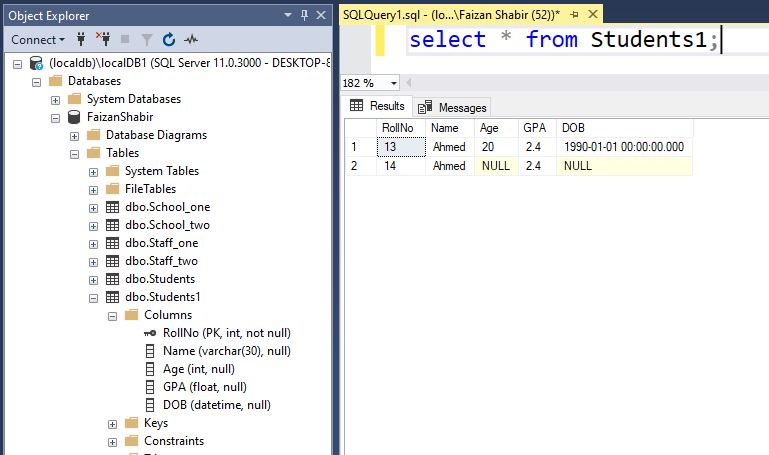 Object Explorer
Connect
(localdb)\localDB1 (SQL Server 11.0.3000 - DESKTOP-8
Databases
System Databases
FaizanShabir
Database Diagrams
Tables
System Tables
FileTables
dbo.School_one
dbo.School_two
dbo.Staff_one
dbo.Staff_two
dbo.Students
dbo.Students1
Columns
RollNo (PK, int, not null)
Name (varchar(30), null)
Age (int, null)
GPA (float, null)
DOB (datetime, null)
Keys
Constraints
SQLQuery1.sql - (lo...\Faizan Shabir (52))*
select * from Students1;
182 %
Results Messages
RollNo Name Age GPA DOB
1 13 Ahmed 20 2.4 1990-01-01 00:00:00.000
2 14 Ahmed NULL 2.4 NULL